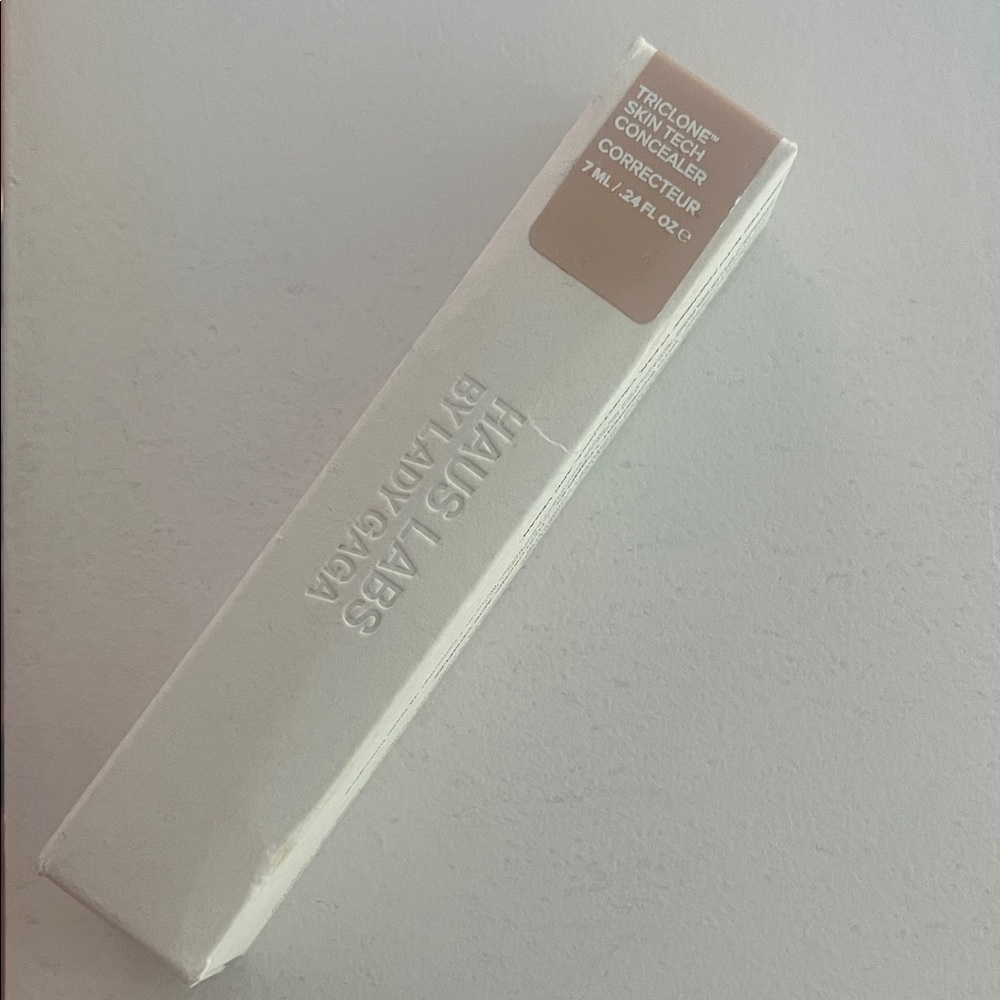 TRICLONE™
SKIN TECH
CONCEALER
CORRECTEUR
7 ML / .24 FL OZ ℮
HAUS LABS
BY LADY GAGA